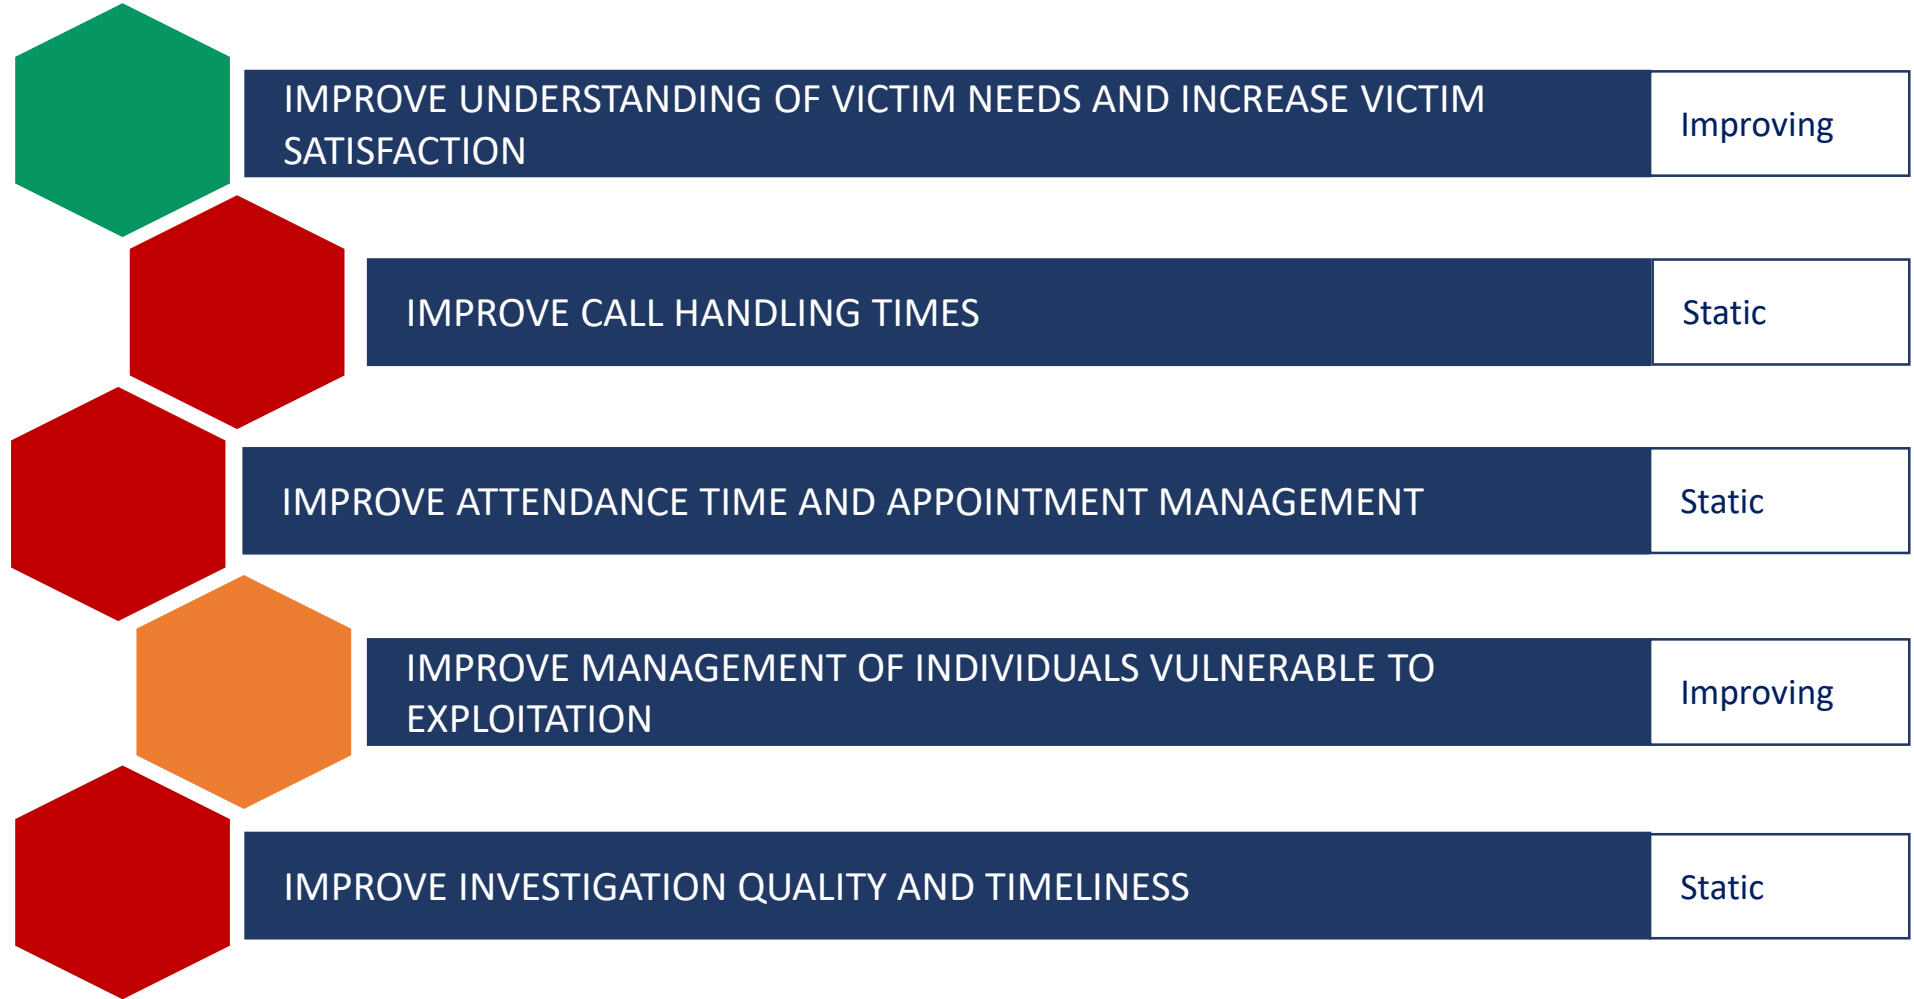 IMPROVE UNDERSTANDING OF VICTIM NEEDS AND INCREASE VICTIM
SATISFACTION
Improving
IMPROVE CALL HANDLING TIMES
Static
IMPROVE ATTENDANCE TIME AND APPOINTMENT MANAGEMENT
Static
IMPROVE MANAGEMENT OF INDIVIDUALS VULNERABLE TO
EXPLOITATION
Improving
IMPROVE INVESTIGATION QUALITY AND TIMELINESS
Static